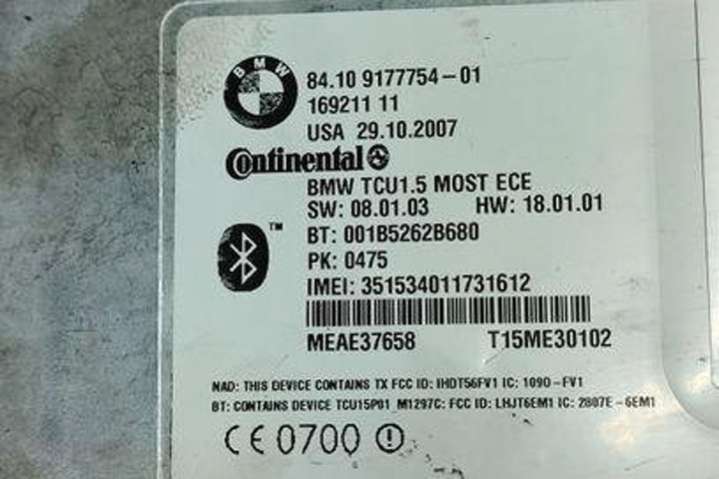 BMW
84.10 9177754-01
169211 11
USA 29.10.2007
Continental
BMW TCU1.5 MOST ECE
SW: 08.01.03 HW: 18.01.01
™
BT: 001B5262B680
PK: 0475
IMEI: 351534011731612
MEAE37658 T15ME30102
NAD: THIS DEVICE CONTAINS TX FCC ID: IHDT56FV1 IC: 1090-FV1
BT: CONTAINS DEVICE TCU15P01 M1297C: FCC ID: LHJT6EM1 IC: 2807E-6EM1
CE 0700